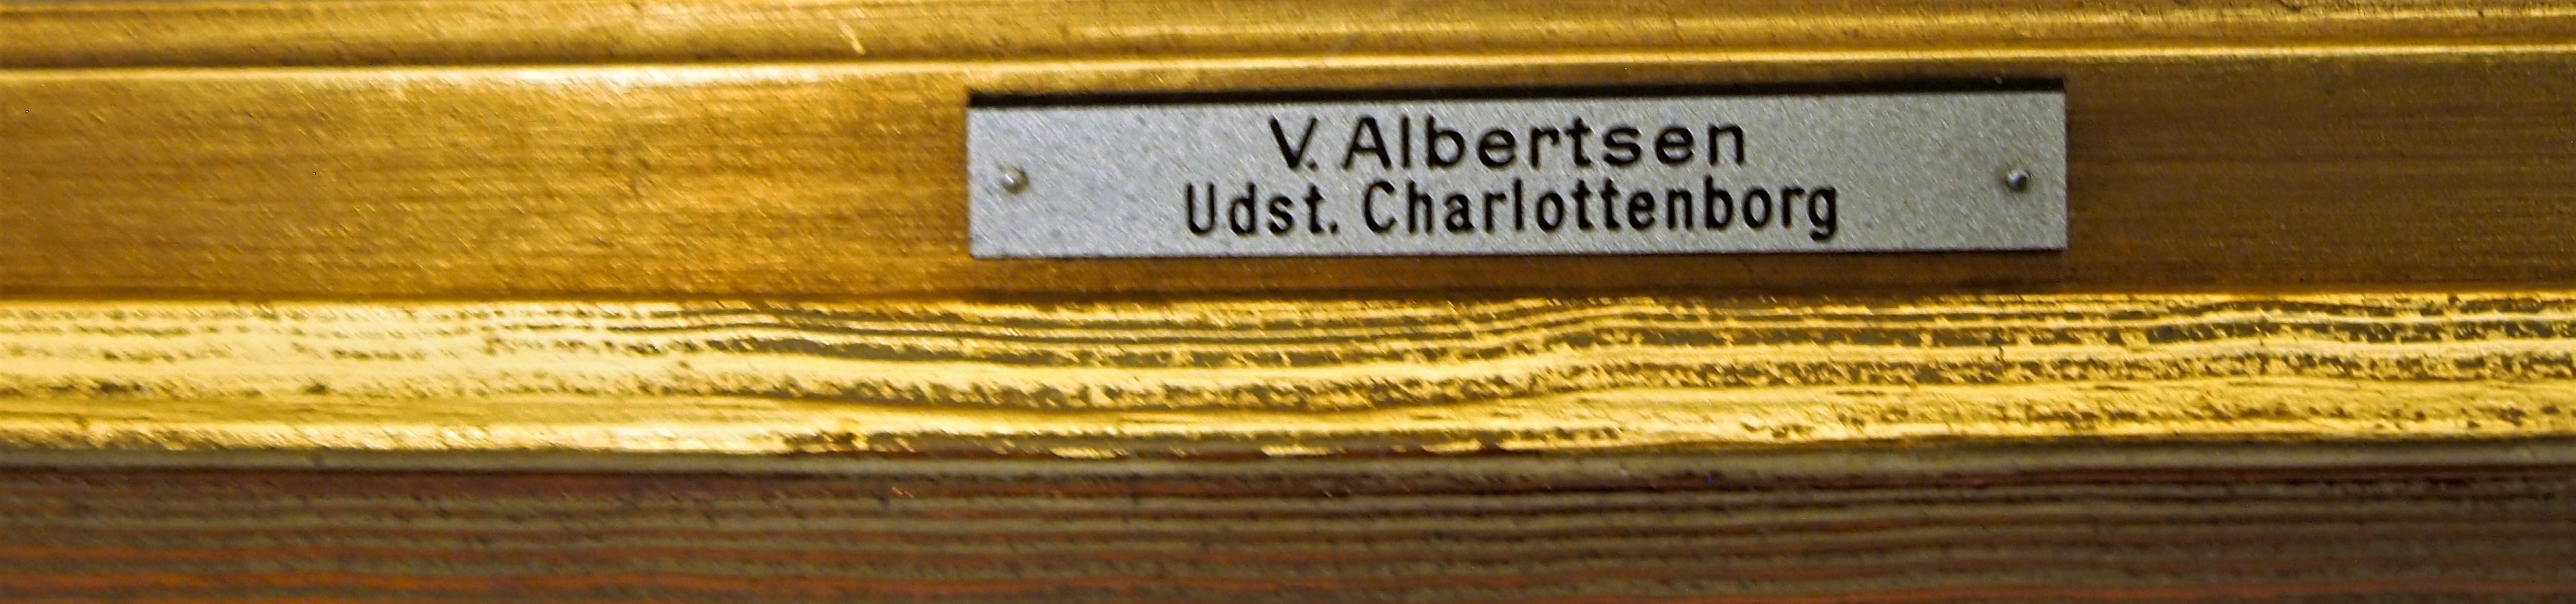 V. Albertsen
Udst. Charlottenborg